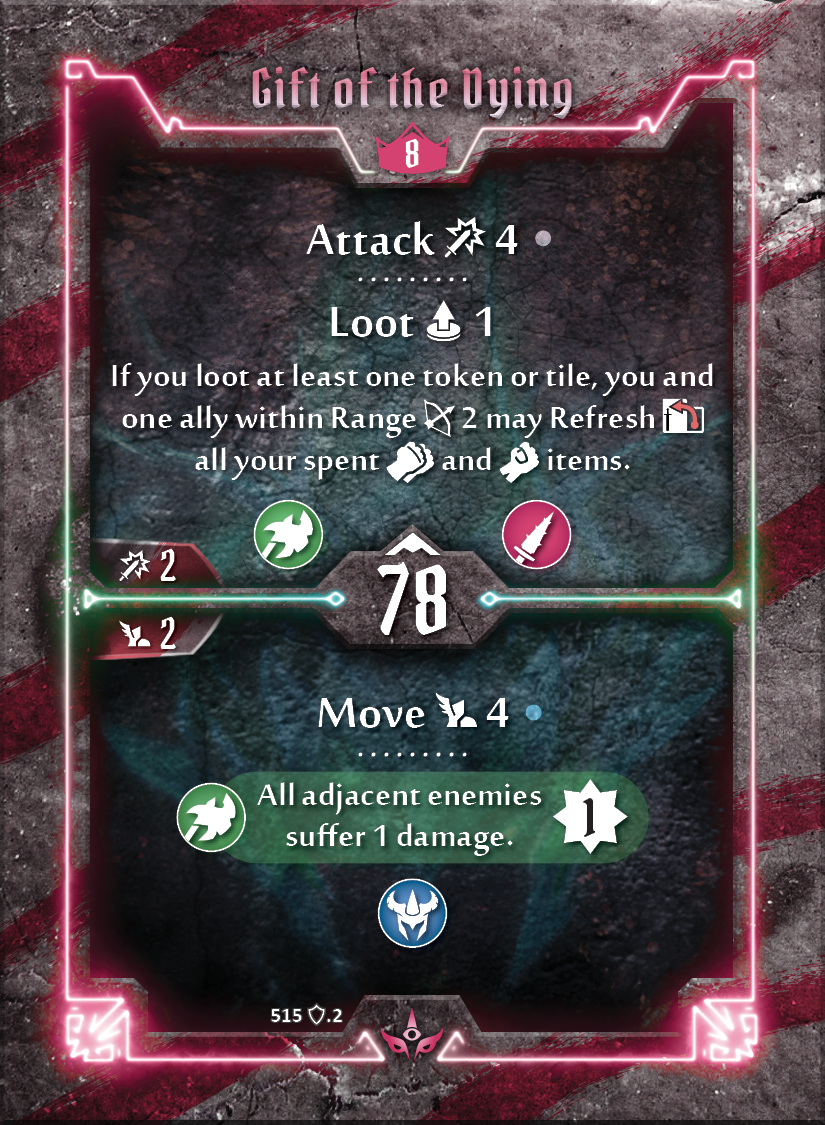 Gift of the Dying
8
Attack 4
Loot 1
If you loot at least one token or tile, you and
one ally within Range 2 may Refresh
all your spent and items.
2
78
2
Move 4
All adjacent enemies
suffer 1 damage.
1
515 .2